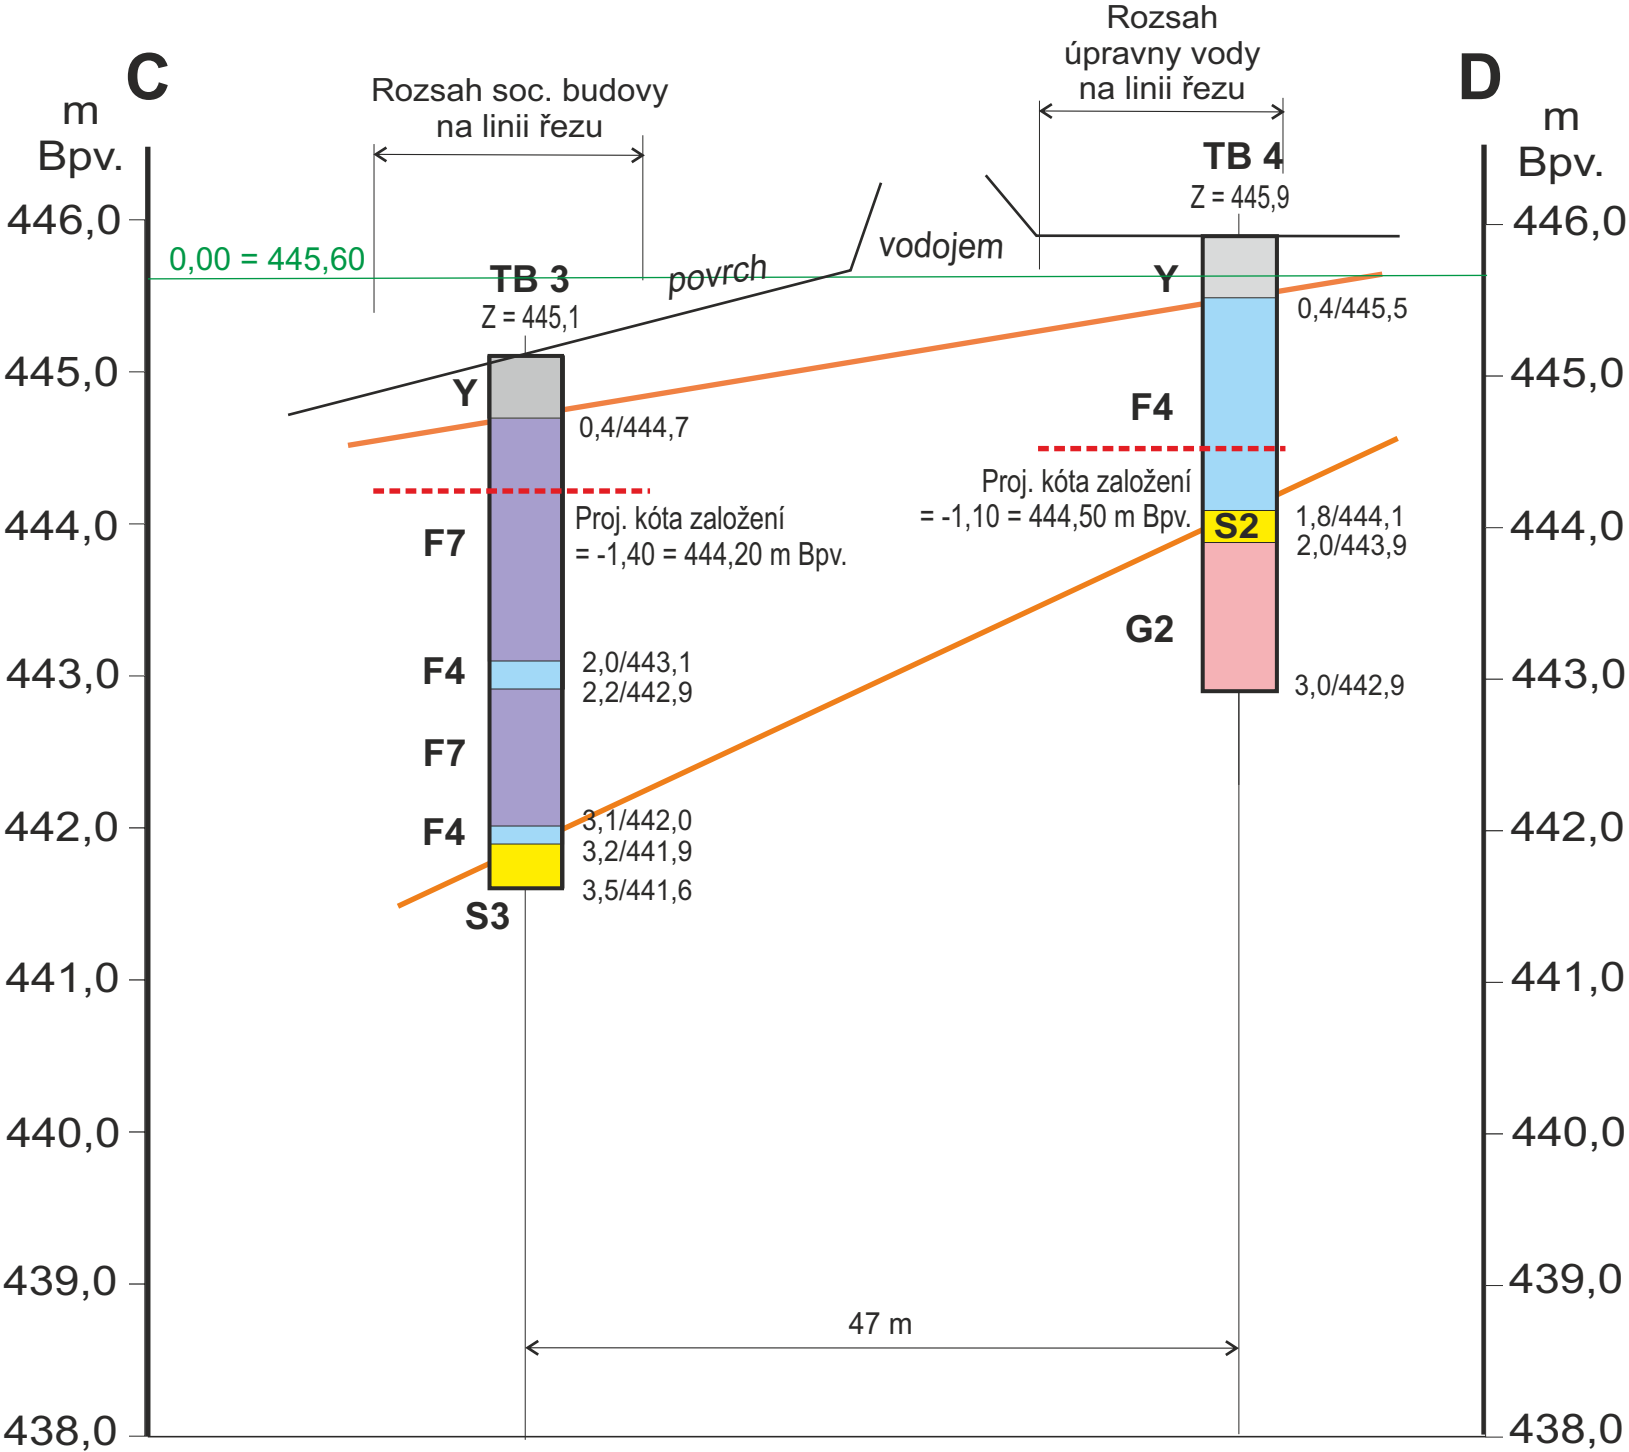 C
m
Bpv.
Rozsah soc. budovy
na linii řezu
Rozsah
úpravny vody
na linii řezu
D
m
Bpv.
TB 4
Z = 445,9
446,0
446,0
0,00 = 445,60
povrch
vodojem
TB 3
Z = 445,1
Y
0,4/445,5
445,0
445,0
Y
0,4/444,7
F4
Proj. kóta založení
= -1,40 = 444,20 m Bpv.
Proj. kóta založení
= -1,10 = 444,50 m Bpv.
444,0
444,0
F7
S2
1,8/444,1
2,0/443,9
G2
443,0
443,0
F4
2,0/443,1
2,2/442,9
3,0/442,9
F7
442,0
442,0
F4
3,1/442,0
3,2/441,9
3,5/441,6
S3
441,0
441,0
440,0
440,0
439,0
439,0
47 m
438,0
438,0